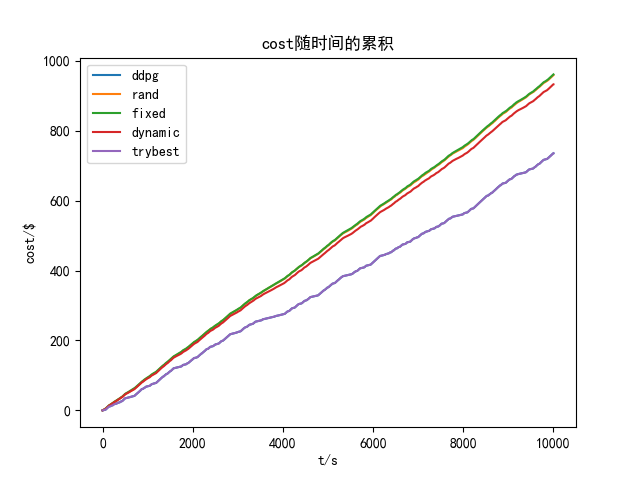 cost随时间的累积
1000
800
600
400
200
0
cost/$
ddpg
rand
fixed
dynamic
trybest
0
2000
4000
6000
8000
10000
t/s